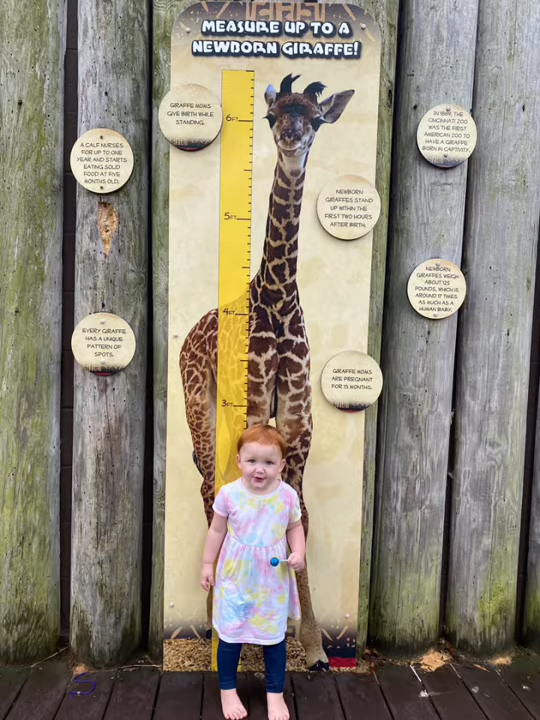 MEASURE UP TO A
NEWBORN GIRAFFE!
GIRAFFE MOMS
GIVE BIRTH WHILE
STANDING.
A CALF NURSES
FOR UP TO ONE
YEAR AND STARTS
EATING SOLID
FOOD AT FIVE
MONTHS OLD.
EVERY GIRAFFE
HAS A UNIQUE
PATTERN OF
SPOTS.
6FT
5FT
4FT
3FT
NEWBORN
GIRAFFES STAND
UP WITHIN THE
FIRST TWO HOURS
AFTER BIRTH.
GIRAFFE MOMS
ARE PREGNANT
FOR 15 MONTHS.
IN 1889, THE
CINCINNATI ZOO
WAS THE FIRST
AMERICAN ZOO TO
HAVE A GIRAFFE
BORN IN CAPTIVITY.
NEWBORN
GIRAFFES WEIGH
ABOUT 125
POUNDS, WHICH IS
AROUND 17 TIMES
AS MUCH AS A
HUMAN BABY.